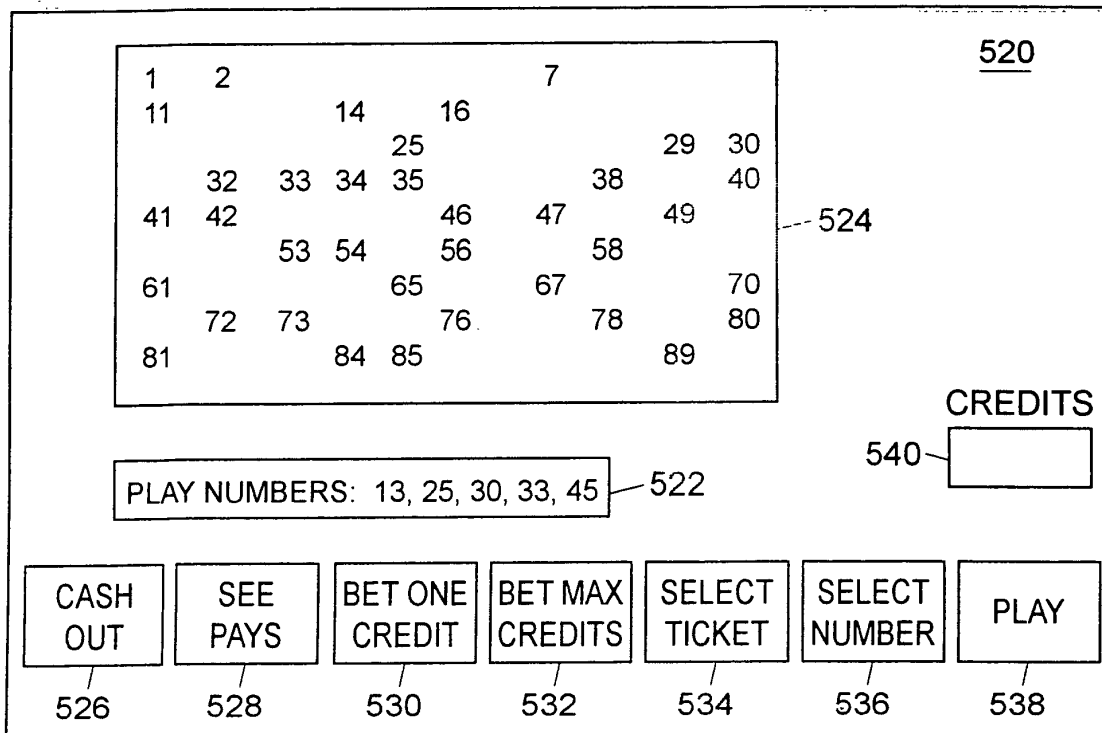 520
1 2 7
11 14 16
25 29 30
32 33 34 35 38 40
41 42 46 47 49
524
53 54 56 58
61 65 67 70
72 73 76 78 80
81 84 85 89
CREDITS
540
PLAY NUMBERS: 13, 25, 30, 33, 45
522
CASH
OUT
SEE
PAYS
BET ONE
CREDIT
BET MAX
CREDITS
SELECT
TICKET
SELECT
NUMBER
PLAY
526 528 530 532 534 536 538